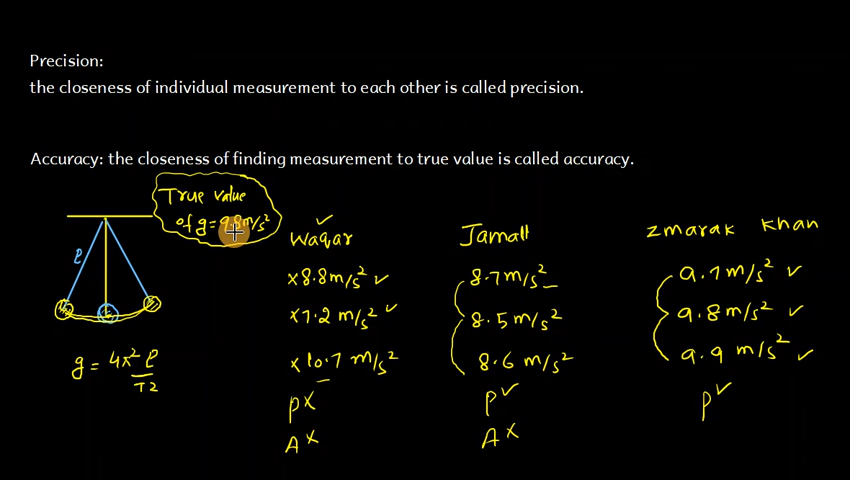 Precision:
the closeness of individual measurement to each other is called precision.
Accuracy: the closeness of finding measurement to true value is called accuracy.
True value
of g = 9.8 m/s²
l
g = 4π² l
T2
waqar ✓
×8.8 m/s² ✓
×7.2 m/s² ✓
×10.7 m/s²
P×
A×
Jamal
8.7 m/s²
8.5 m/s²
8.6 m/s²
P✓
A×
zmarak khan
9.7 m/s² ✓
9.8 m/s² ✓
9.9 m/s² ✓
P✓